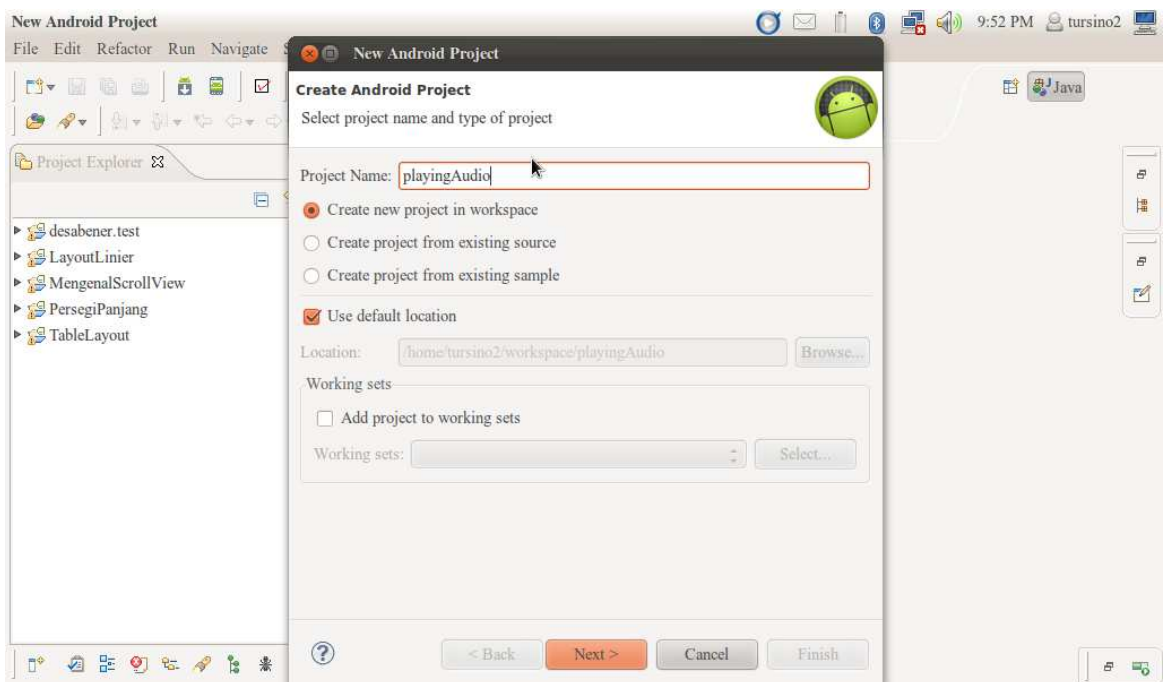 New Android Project
9:52 PM
tursino2
File Edit Refactor Run Navigate
New Android Project
Create Android Project
Select project name and type of project
Java
Project Explorer
Project Name: playingAudio
Create new project in workspace
Create project from existing source
Create project from existing sample
desabener.test
LayoutLinier
MengenalScrollView
PersegiPanjang
TableLayout
Use default location
Location: /home/tursino2/workspace/playingAudio Browse...
Working sets
Add project to working sets
Working sets: Select...
? < Back Next > Cancel Finish